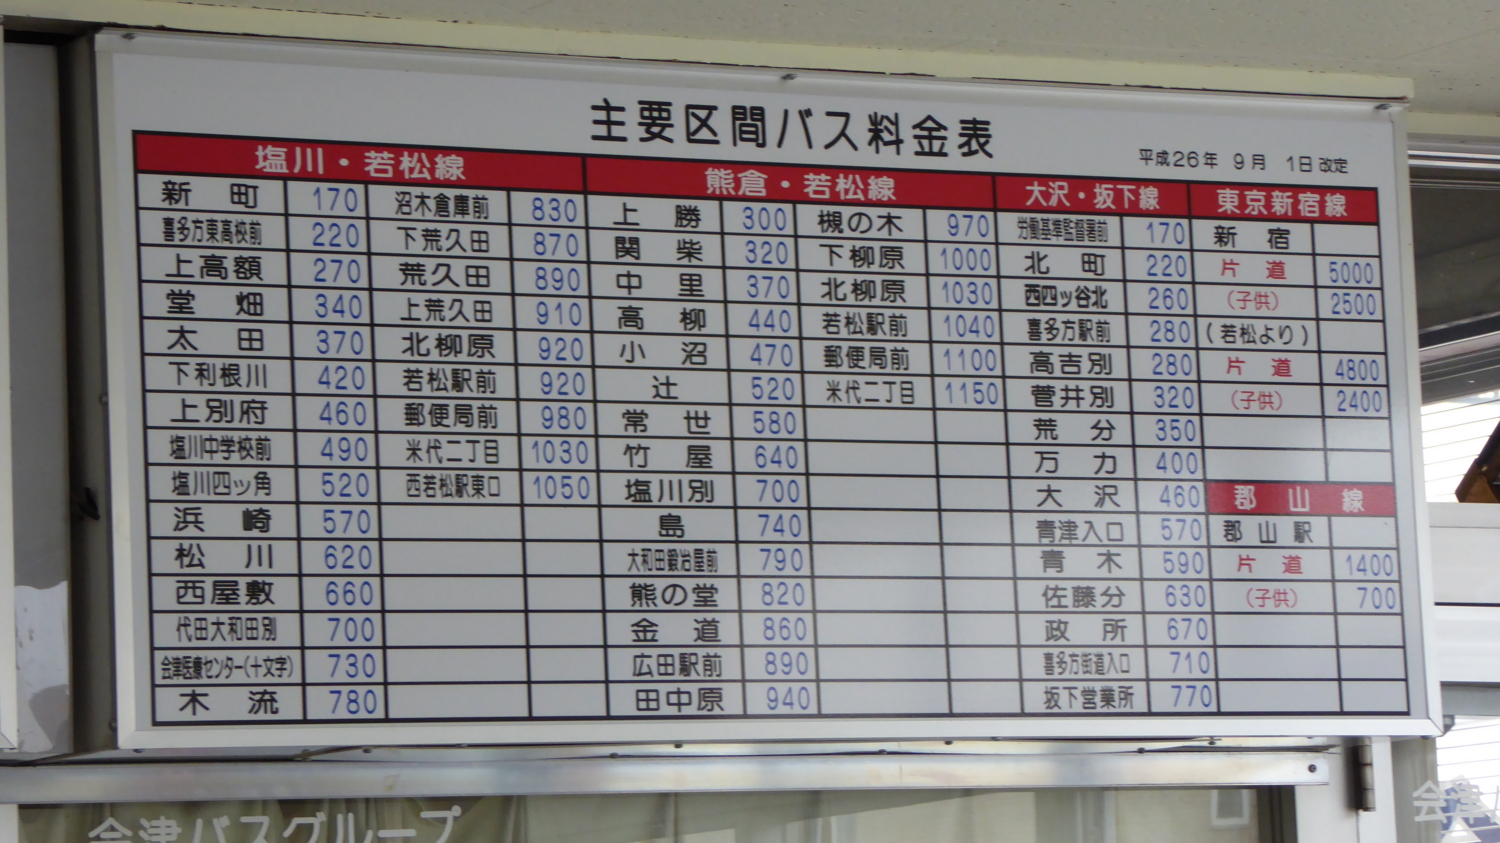 主要区間バス料金表
平成26年 9月 1日改定
塩川・若松線 熊倉・若松線 大沢・坂下線 東京新宿線
新町 170 沼木倉庫前 830 上勝 300 槻の木 970 労働基準監督署前 170 新宿
喜多方東高校前 220 下荒久田 870 関柴 320 下柳原 1000 北町 220 片道 5000
上高額 270 荒久田 890 中里 370 北柳原 1030 西四ッ谷北 260 (子供) 2500
堂畑 340 上荒久田 910 高柳 440 若松駅前 1040 喜多方駅前 280 (若松より)
太田 370 北柳原 920 小沼 470 郵便局前 1100 高吉別 280 片道 4800
下利根川 420 若松駅前 920 辻 520 米代二丁目 1150 菅井別 320 (子供) 2400
上別府 460 郵便局前 980 常世 580 荒分 350
塩川中学校前 490 米代二丁目 1030 竹屋 640 万力 400
塩川四ッ角 520 西若松駅東口 1050 塩川別 700 大沢 460 郡山線
浜崎 570 島 740 青津入口 570 郡山駅
松川 620 大和田鍛冶屋前 790 青木 590 片道 1400
西屋敷 660 熊の堂 820 佐藤分 630 (子供) 700
代田大和田別 700 金道 860 政所 670
会津医療センター(十文字) 730 広田駅前 890 喜多方街道入口 710
木流 780 田中原 940 坂下営業所 770
会津バスグループ
会津